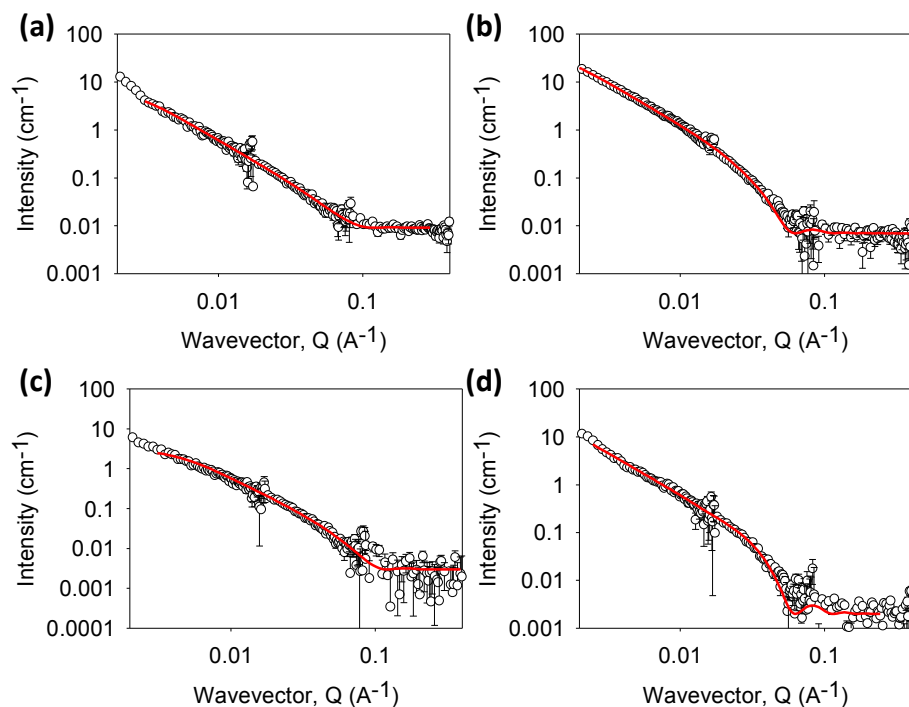 (a)
100
10
1
0.1
0.01
0.001
Intensity (cm-1)
0.01 0.1
Wavevector, Q (A-1)
(b)
100
10
1
0.1
0.01
0.001
Intensity (cm-1)
0.01 0.1
Wavevector, Q (A-1)
(c)
100
10
1
0.1
0.01
0.001
0.0001
Intensity (cm-1)
0.01 0.1
Wavevector, Q (A-1)
(d)
100
10
1
0.1
0.01
0.001
Intensity (cm-1)
0.01 0.1
Wavevector, Q (A-1)